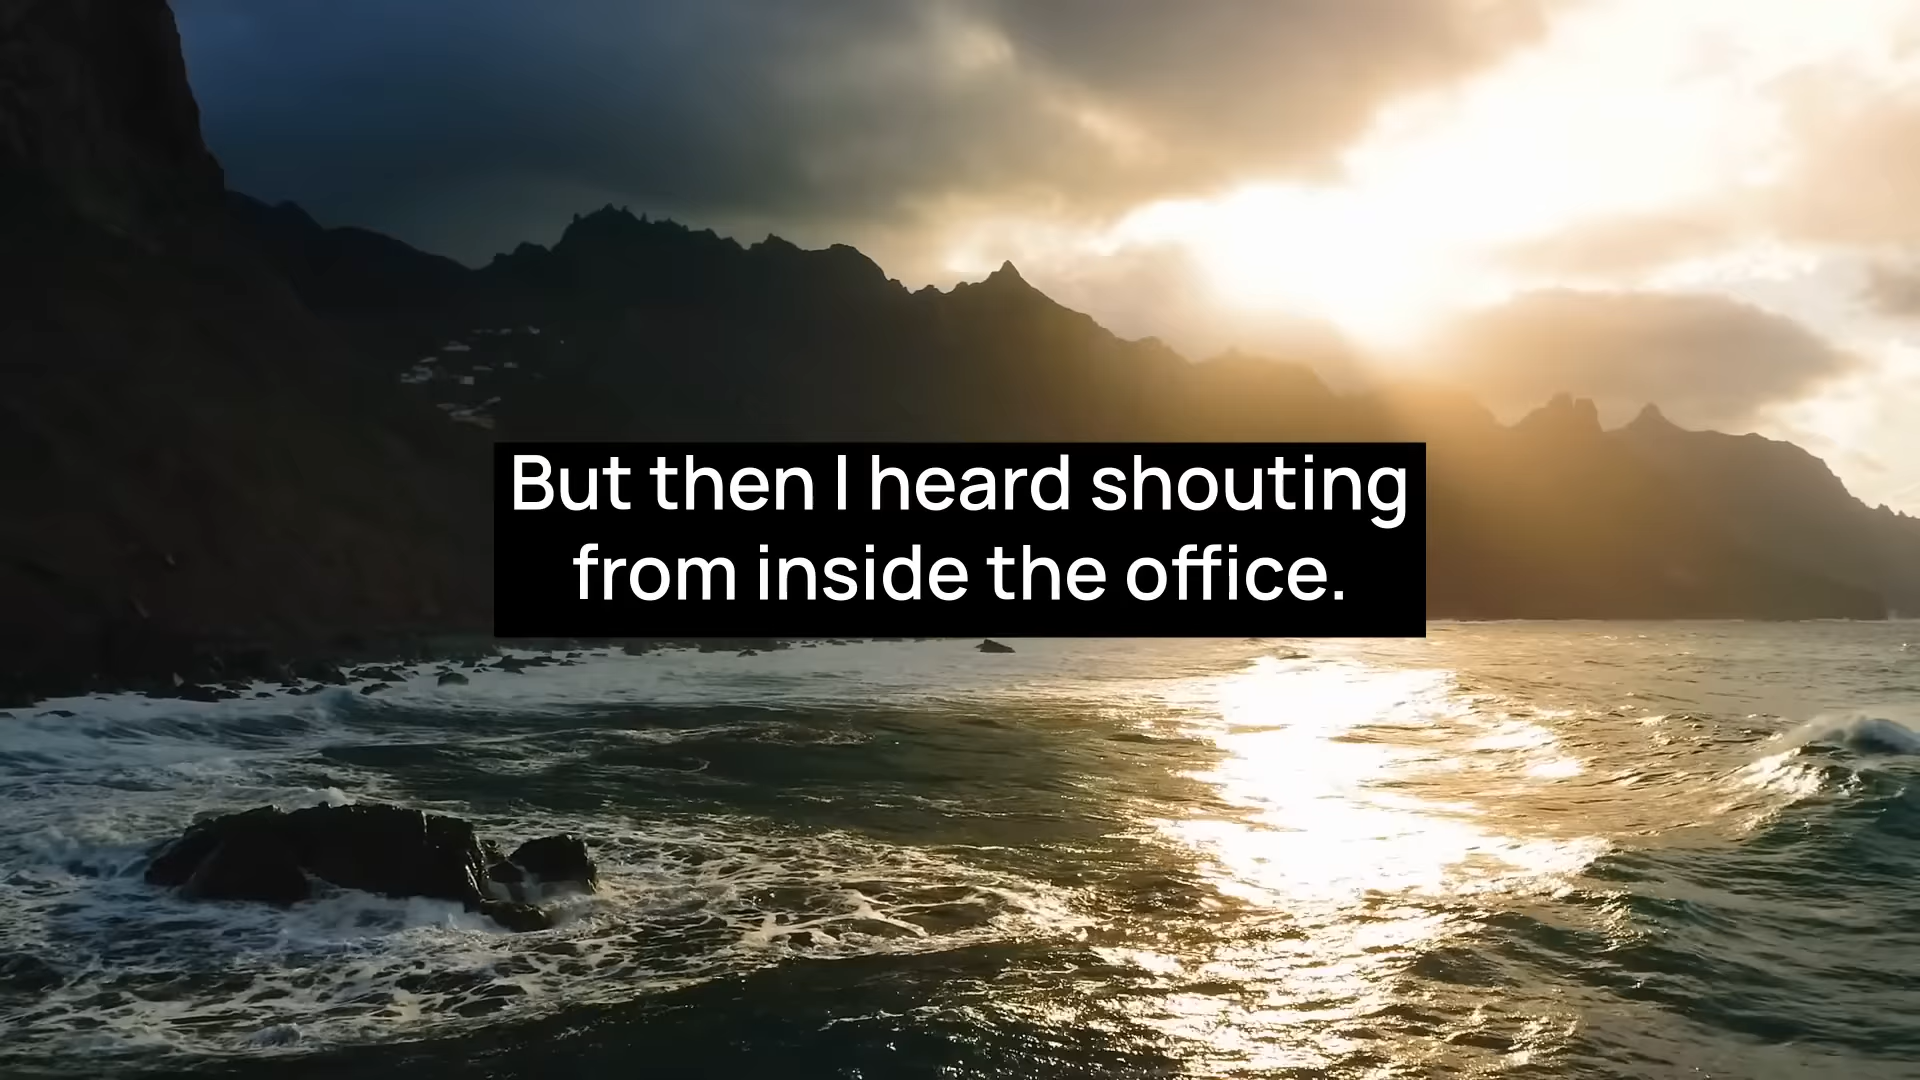 But then I heard shouting
from inside the office.